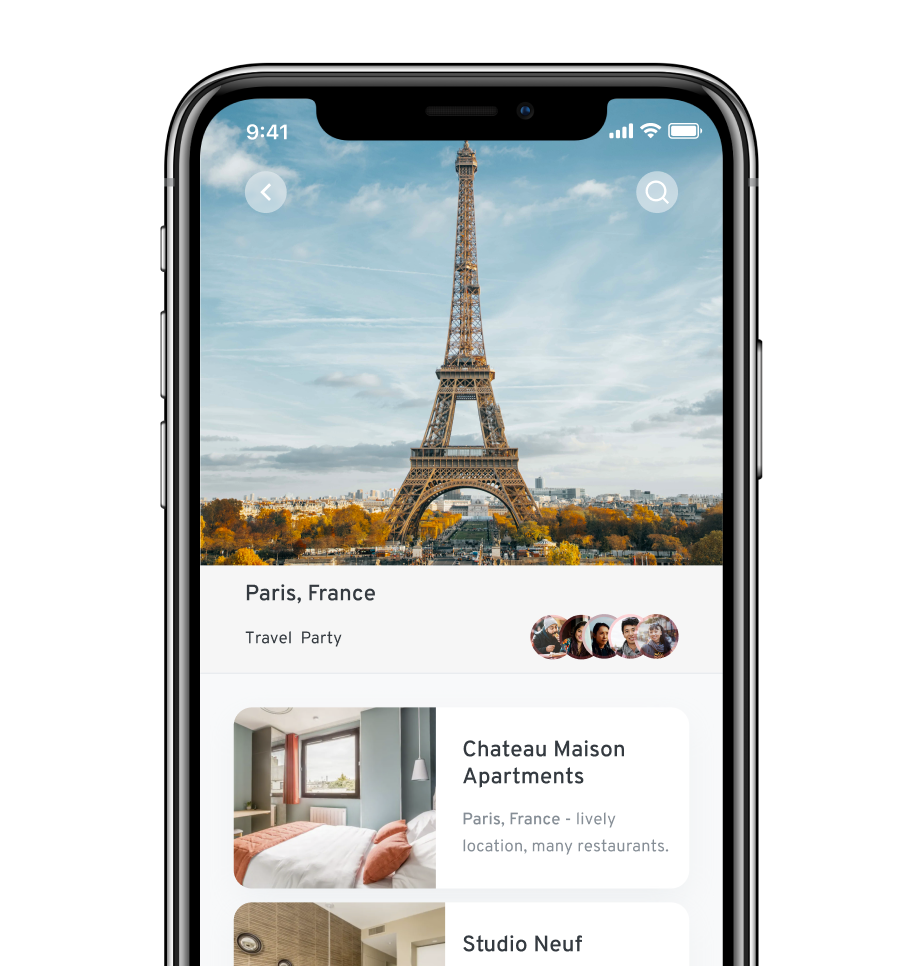 9:41
Paris, France
Travel Party
Chateau Maison
Apartments
Paris, France - lively
location, many restaurants.
Studio Neuf